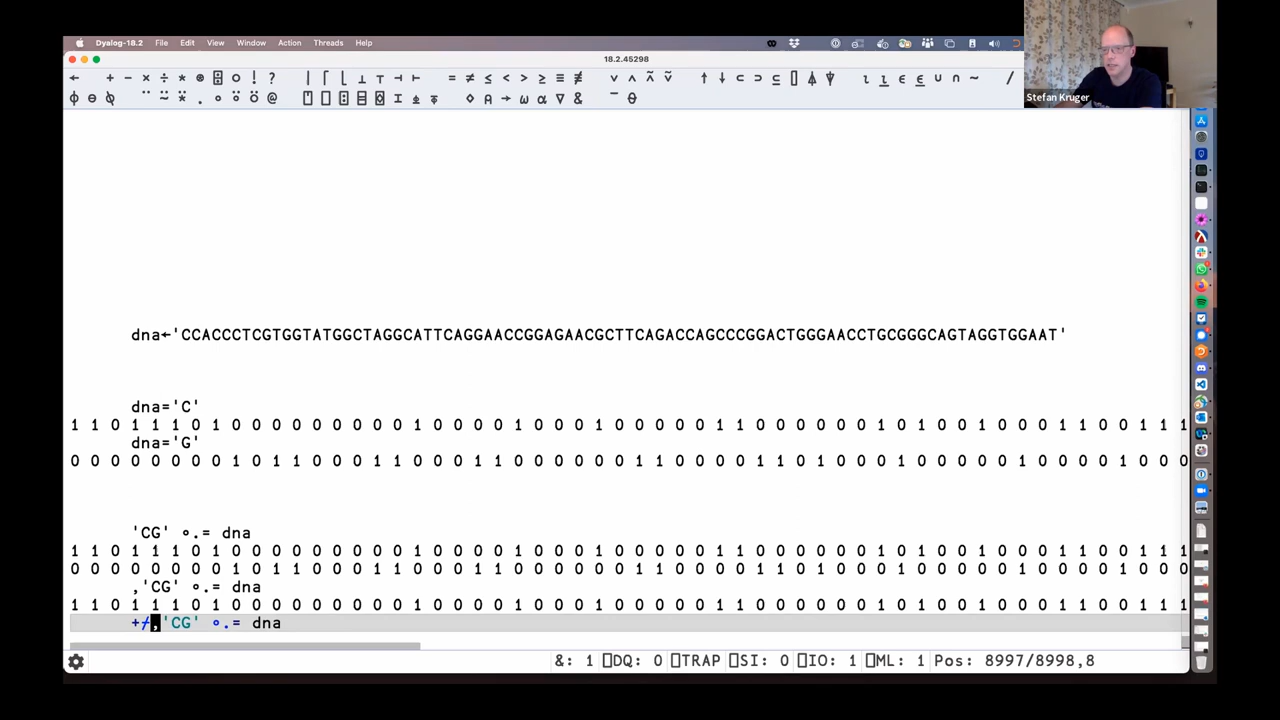 Dyalog-18.2 File Edit View Window Action Threads Help
18.2.45298
Stefan Kruger
dna←'CCACCCTCGTGGTATGGCTAGGCATTCAGGAACCGGAGAACGCTTCAGACCAGCCCGGACTGGGAACCTGCGGGCAGTAGGTGGAAT'
dna='C'
1 1 0 1 1 1 0 1 0 0 0 0 0 0 0 0 0 1 0 0 0 0 1 0 0 0 1 0 0 0 0 0 1 1 0 0 0 0 0 0 1 0 1 0 0 1 0 0 0 1 1 0 0 1 1 1
dna='G'
0 0 0 0 0 0 0 0 1 0 1 1 0 0 0 1 1 0 0 0 1 1 0 0 0 0 0 0 1 1 0 0 0 0 1 1 0 1 0 0 0 1 0 0 0 0 0 1 0 0 0 0 1 0 0 0
'CG' ∘.= dna
1 1 0 1 1 1 0 1 0 0 0 0 0 0 0 0 0 1 0 0 0 0 1 0 0 0 1 0 0 0 0 0 1 1 0 0 0 0 0 0 1 0 1 0 0 1 0 0 0 1 1 0 0 1 1 1
0 0 0 0 0 0 0 0 1 0 1 1 0 0 0 1 1 0 0 0 1 1 0 0 0 0 0 0 1 1 0 0 0 0 1 1 0 1 0 0 0 1 0 0 0 0 0 1 0 0 0 0 1 0 0 0
,'CG' ∘.= dna
1 1 0 1 1 1 0 1 0 0 0 0 0 0 0 0 0 1 0 0 0 0 1 0 0 0 1 0 0 0 0 0 1 1 0 0 0 0 0 0 1 0 1 0 0 1 0 0 0 1 1 0 0 1 1 1
+/,'CG' ∘.= dna
&: 1 ⎕DQ: 0 ⎕TRAP ⎕SI: 0 ⎕IO: 1 ⎕ML: 1 Pos: 8997/8998,8